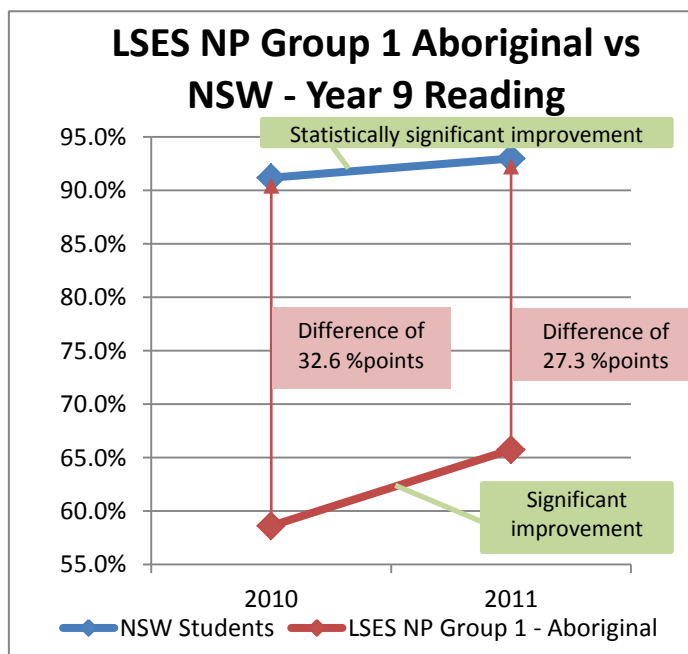 LSES NP Group 1 Aboriginal vs
NSW - Year 9 Reading
95.0%
Statistically significant improvement
90.0%
85.0%
80.0%
Difference of
32.6 %points
Difference of
27.3 %points
75.0%
70.0%
65.0%
Significant
improvement
60.0%
55.0%
2010
2011
NSW Students
LSES NP Group 1 - Aboriginal